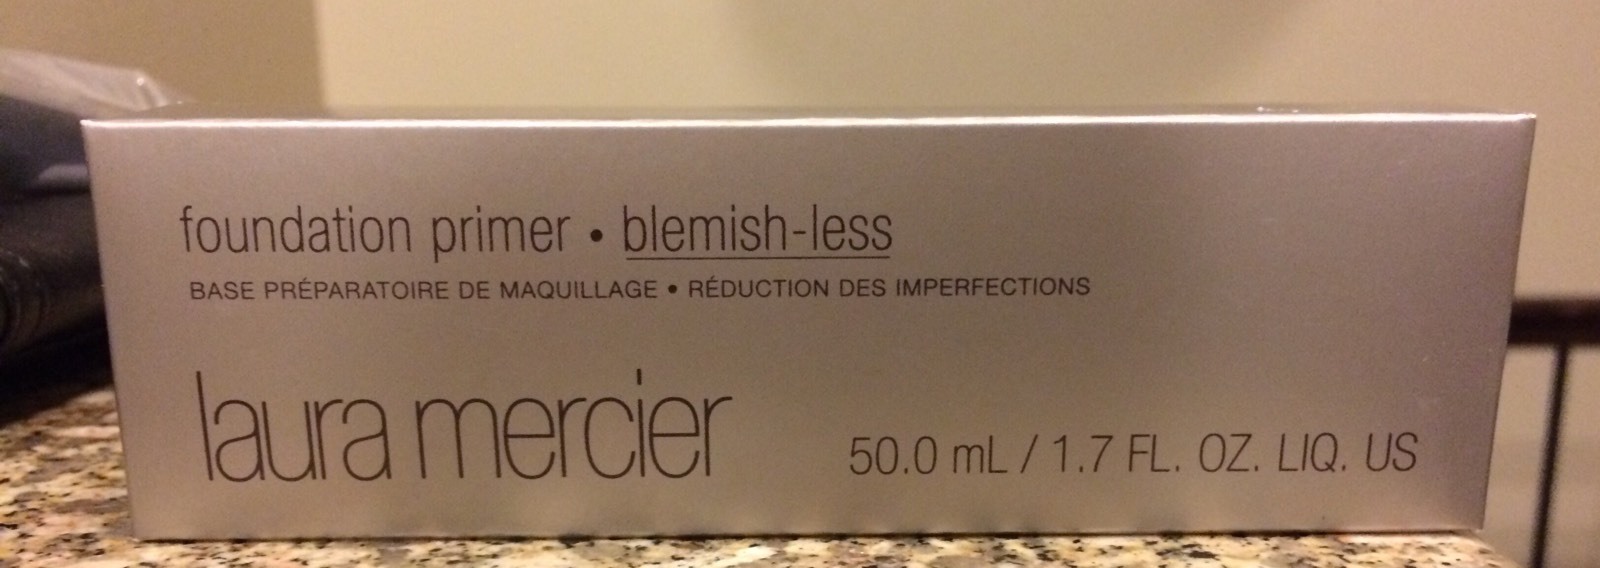 foundation primer • blemish-less
BASE PRÉPARATOIRE DE MAQUILLAGE • RÉDUCTION DES IMPERFECTIONS
laura mercier
50.0 mL / 1.7 FL. OZ. LIQ. US